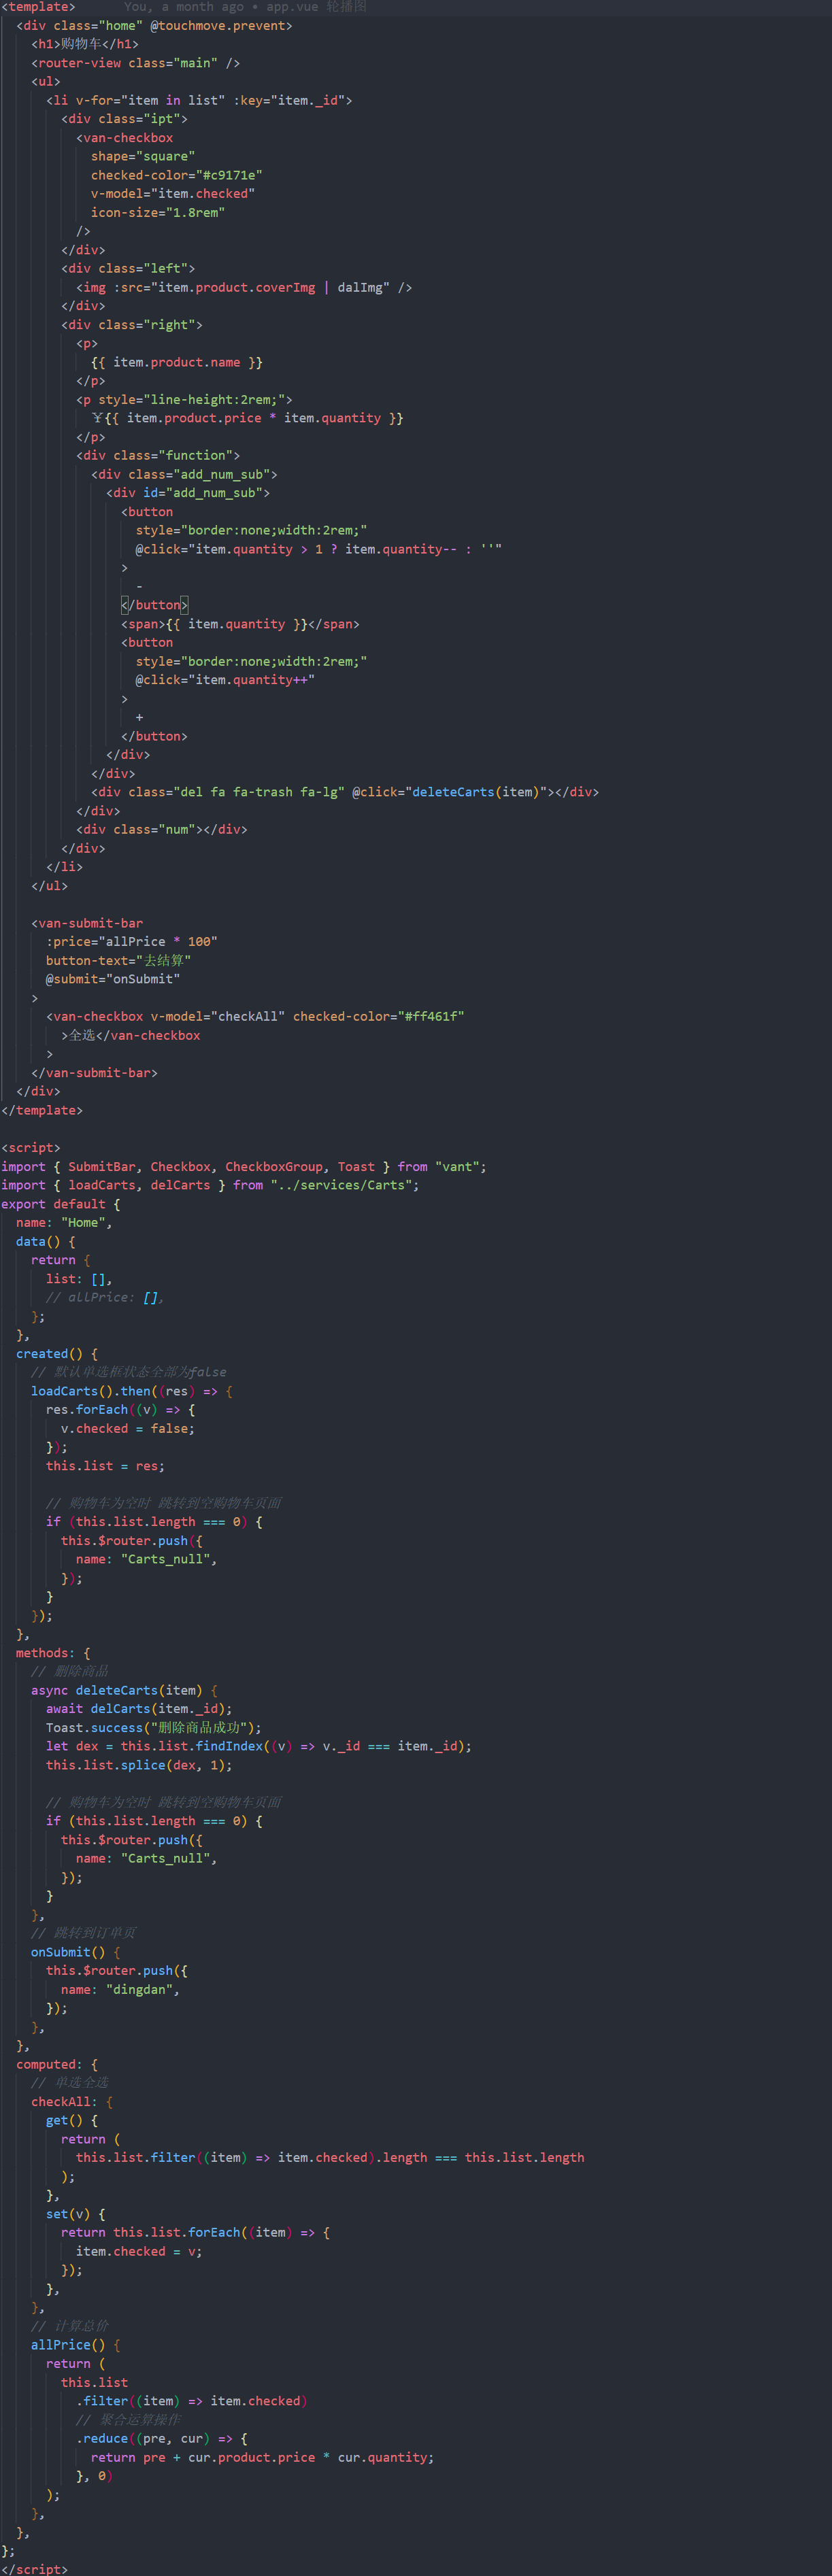 <template> You, a month ago • app.vue 轮播图
<div class="home" @touchmove.prevent>
<h1>购物车</h1>
<router-view class="main" />
<ul>
<li v-for="item in list" :key="item._id">
<div class="ipt">
<van-checkbox
shape="square"
checked-color="#c9171e"
v-model="item.checked"
icon-size="1.8rem"
/>
</div>
<div class="left">
<img :src="item.product.coverImg | dalImg" />
</div>
<div class="right">
<p>
{{ item.product.name }}
</p>
<p style="line-height:2rem;">
￥{{ item.product.price * item.quantity }}
</p>
<div class="function">
<div class="add_num_sub">
<div id="add_num_sub">
<button
style="border:none;width:2rem;"
@click="item.quantity > 1 ? item.quantity-- : ''"
>
-
</button>
<span>{{ item.quantity }}</span>
<button
style="border:none;width:2rem;"
@click="item.quantity++"
>
+
</button>
</div>
</div>
<div class="del fa fa-trash fa-lg" @click="deleteCarts(item)"></div>
</div>
<div class="num"></div>
</div>
</li>
</ul>
<van-submit-bar
:price="allPrice * 100"
button-text="去结算"
@submit="onSubmit"
>
<van-checkbox v-model="checkAll" checked-color="#ff461f"
>全选</van-checkbox
>
</van-submit-bar>
</div>
</template>
<script>
import { SubmitBar, Checkbox, CheckboxGroup, Toast } from "vant";
import { loadCarts, delCarts } from "../services/Carts";
export default {
name: "Home",
data() {
return {
list: [],
// allPrice: [],
};
},
created() {
// 默认单选框状态全部为false
loadCarts().then((res) => {
res.forEach((v) => {
v.checked = false;
});
this.list = res;
// 购物车为空时 跳转到空购物车页面
if (this.list.length === 0) {
this.$router.push({
name: "Carts_null",
});
}
});
},
methods: {
// 删除商品
async deleteCarts(item) {
await delCarts(item._id);
Toast.success("删除商品成功");
let dex = this.list.findIndex((v) => v._id === item._id);
this.list.splice(dex, 1);
// 购物车为空时 跳转到空购物车页面
if (this.list.length === 0) {
this.$router.push({
name: "Carts_null",
});
}
},
// 跳转到订单页
onSubmit() {
this.$router.push({
name: "dingdan",
});
},
},
computed: {
// 单选全选
checkAll: {
get() {
return (
this.list.filter((item) => item.checked).length === this.list.length
);
},
set(v) {
return this.list.forEach((item) => {
item.checked = v;
});
},
},
// 计算总价
allPrice() {
return (
this.list
.filter((item) => item.checked)
// 聚合运算操作
.reduce((pre, cur) => {
return pre + cur.product.price * cur.quantity;
}, 0)
);
},
},
};
</script>